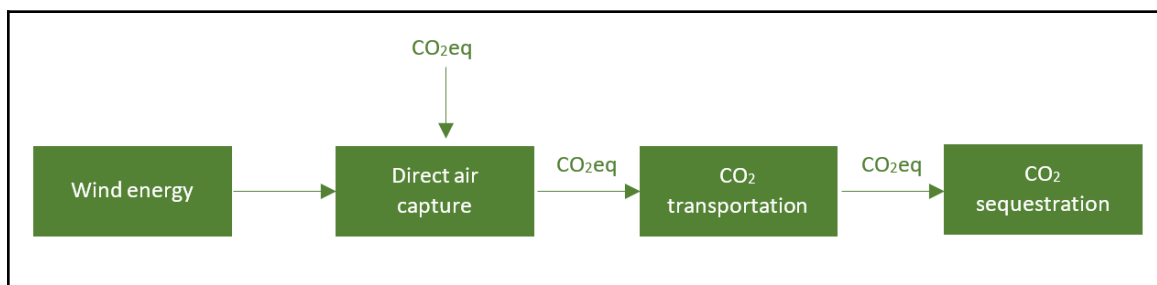 CO₂eq
Wind energy
Direct air
capture
CO₂eq
CO₂
transportation
CO₂eq
CO₂
sequestration